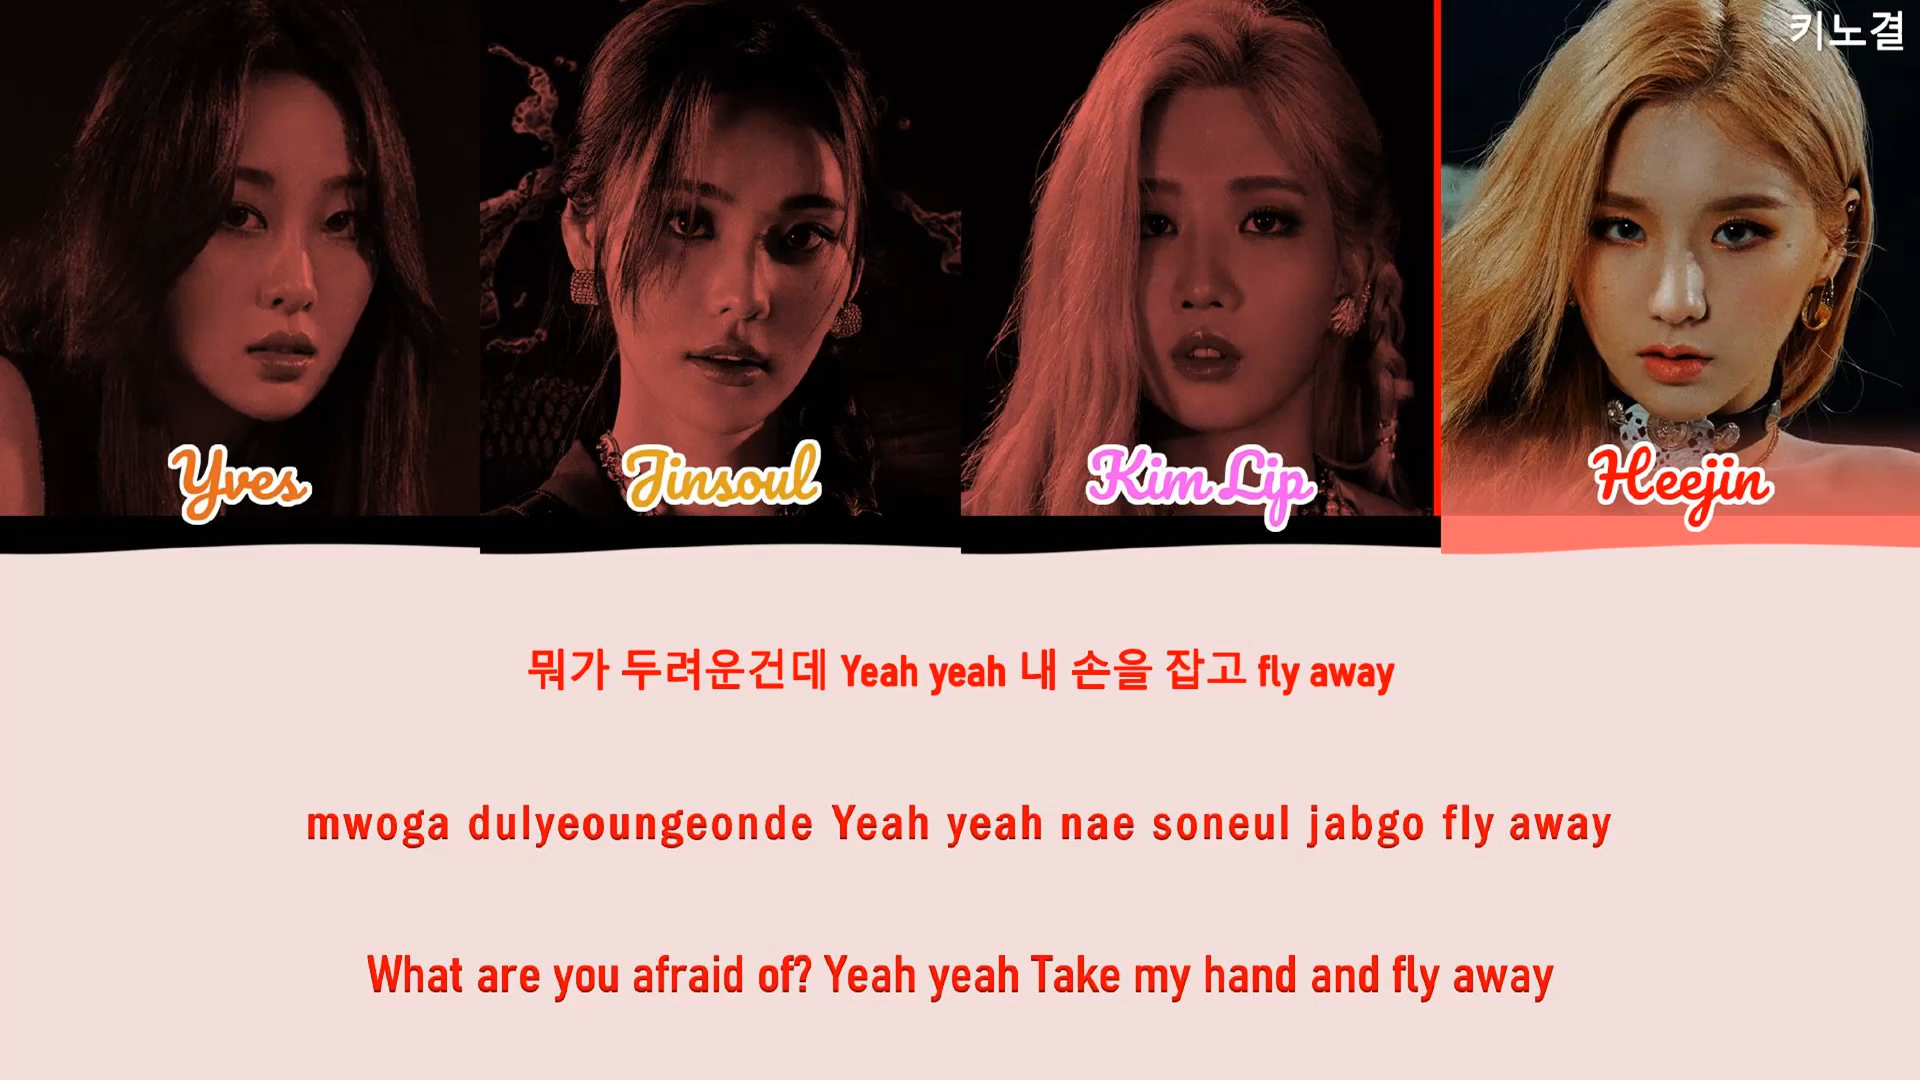 키노결
Yves
Jinsoul
Kim Lip
Heejin
뭐가 두려운건데 Yeah yeah 내 손을 잡고 fly away
mwoga dulyeoungeonde Yeah yeah nae soneul jabgo fly away
What are you afraid of? Yeah yeah Take my hand and fly away